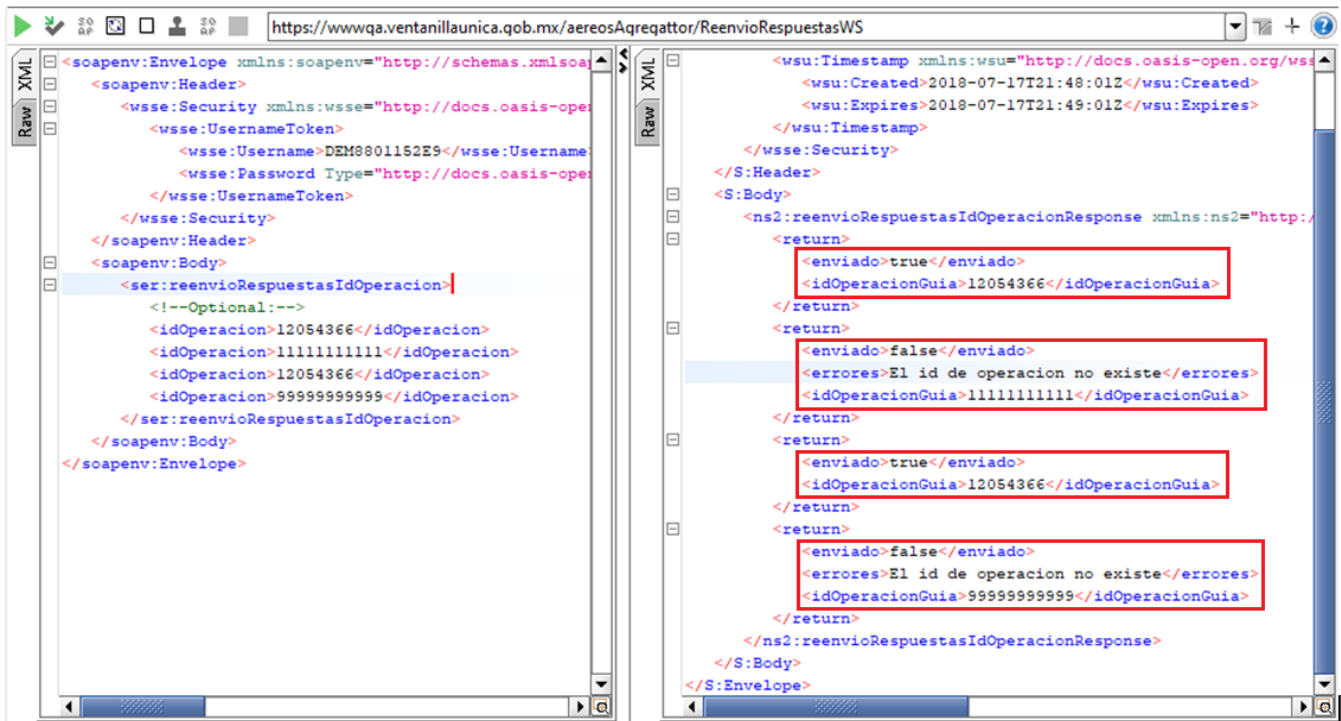 https://wwwqa.ventanillaunica.gob.mx/aereosAgregattor/ReenvioRespuestasWS
XML
Raw
<soapenv:Envelope xmlns:soapenv="http://schemas.xmlsoap
<soapenv:Header>
<wsse:Security xmlns:wsse="http://docs.oasis-open
<wsse:UsernameToken>
<wsse:Username>DEM8801152E9</wsse:Username>
<wsse:Password Type="http://docs.oasis-open
</wsse:UsernameToken>
</wsse:Security>
</soapenv:Header>
<soapenv:Body>
<ser:reenvioRespuestasIdOperacion>
<!--Optional:-->
<idOperacion>12054366</idOperacion>
<idOperacion>11111111111</idOperacion>
<idOperacion>12054366</idOperacion>
<idOperacion>99999999999</idOperacion>
</ser:reenvioRespuestasIdOperacion>
</soapenv:Body>
</soapenv:Envelope>
XML
Raw
<wsu:Timestamp xmlns:wsu="http://docs.oasis-open.org/wss
<wsu:Created>2018-07-17T21:48:01Z</wsu:Created>
<wsu:Expires>2018-07-17T21:49:01Z</wsu:Expires>
</wsu:Timestamp>
</wsse:Security>
</S:Header>
<S:Body>
<ns2:reenvioRespuestasIdOperacionResponse xmlns:ns2="http:/
<return>
<enviado>true</enviado>
<idOperacionGuia>12054366</idOperacionGuia>
</return>
<return>
<enviado>false</enviado>
<errores>El id de operacion no existe</errores>
<idOperacionGuia>11111111111</idOperacionGuia>
</return>
<return>
<enviado>true</enviado>
<idOperacionGuia>12054366</idOperacionGuia>
</return>
<return>
<enviado>false</enviado>
<errores>El id de operacion no existe</errores>
<idOperacionGuia>99999999999</idOperacionGuia>
</return>
</ns2:reenvioRespuestasIdOperacionResponse>
</S:Body>
</S:Envelope>